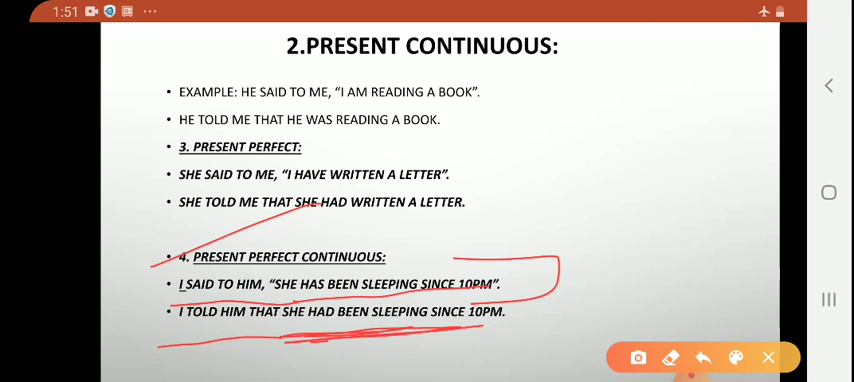 1:51
2.PRESENT CONTINUOUS:
• EXAMPLE: HE SAID TO ME, “I AM READING A BOOK”.
• HE TOLD ME THAT HE WAS READING A BOOK.
• 3. PRESENT PERFECT:
• SHE SAID TO ME, “I HAVE WRITTEN A LETTER”.
• SHE TOLD ME THAT SHE HAD WRITTEN A LETTER.
• 4. PRESENT PERFECT CONTINUOUS:
• I SAID TO HIM, “SHE HAS BEEN SLEEPING SINCE 10PM”.
• I TOLD HIM THAT SHE HAD BEEN SLEEPING SINCE 10PM.